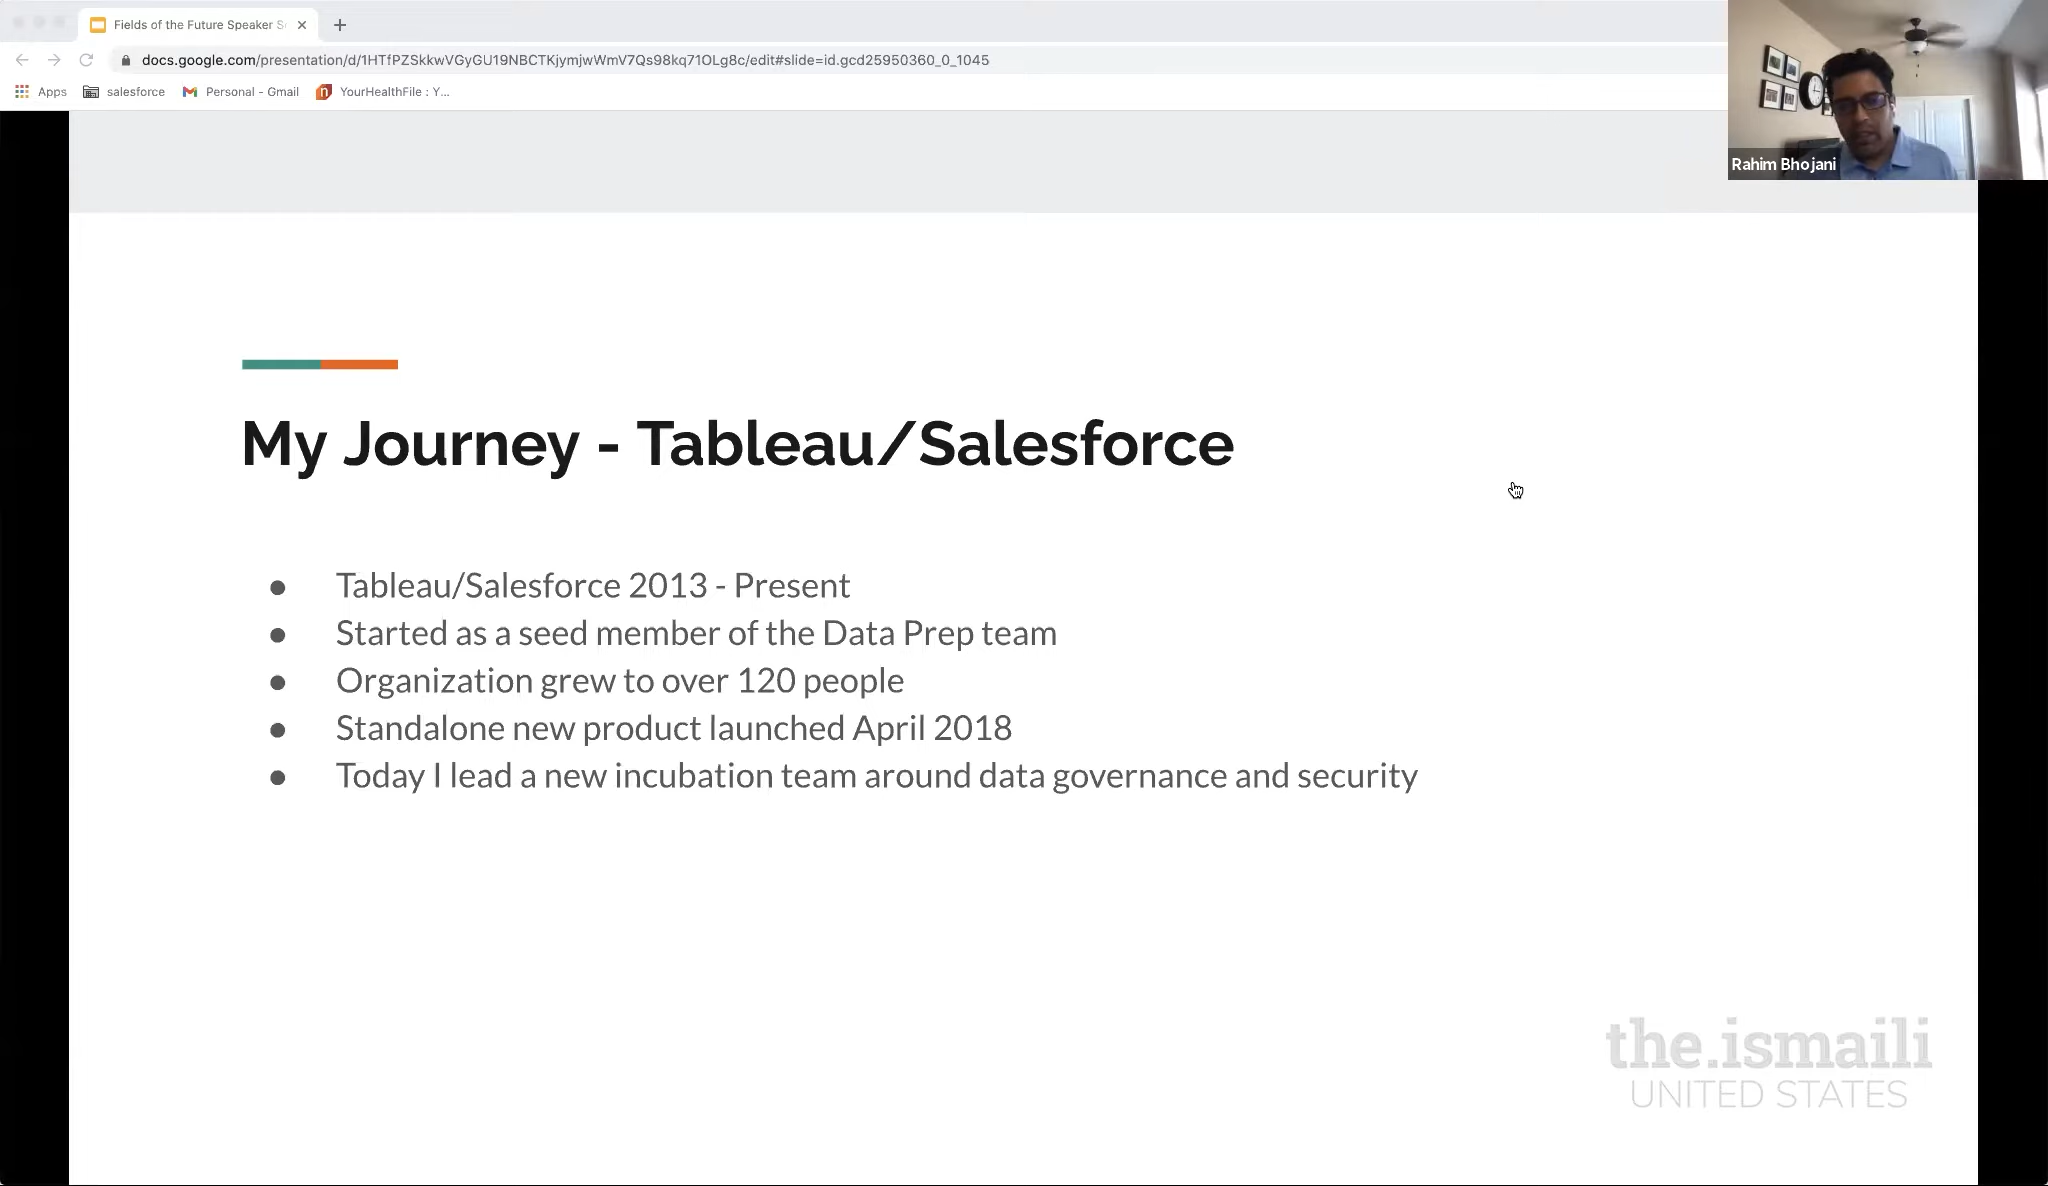 Fields of the Future Speaker S
docs.google.com/presentation/d/1HTfPZSkkwVGyGU19NBCTKjymjwWmV7Qs98kq71OLg8c/edit#slide=id.gcd25950360_0_1045
Apps salesforce Personal - Gmail YourHealthFile : Y...
Rahim Bhojani
My Journey - Tableau/Salesforce
● Tableau/Salesforce 2013 - Present
● Started as a seed member of the Data Prep team
● Organization grew to over 120 people
● Standalone new product launched April 2018
● Today I lead a new incubation team around data governance and security
the.ismaili
UNITED STATES